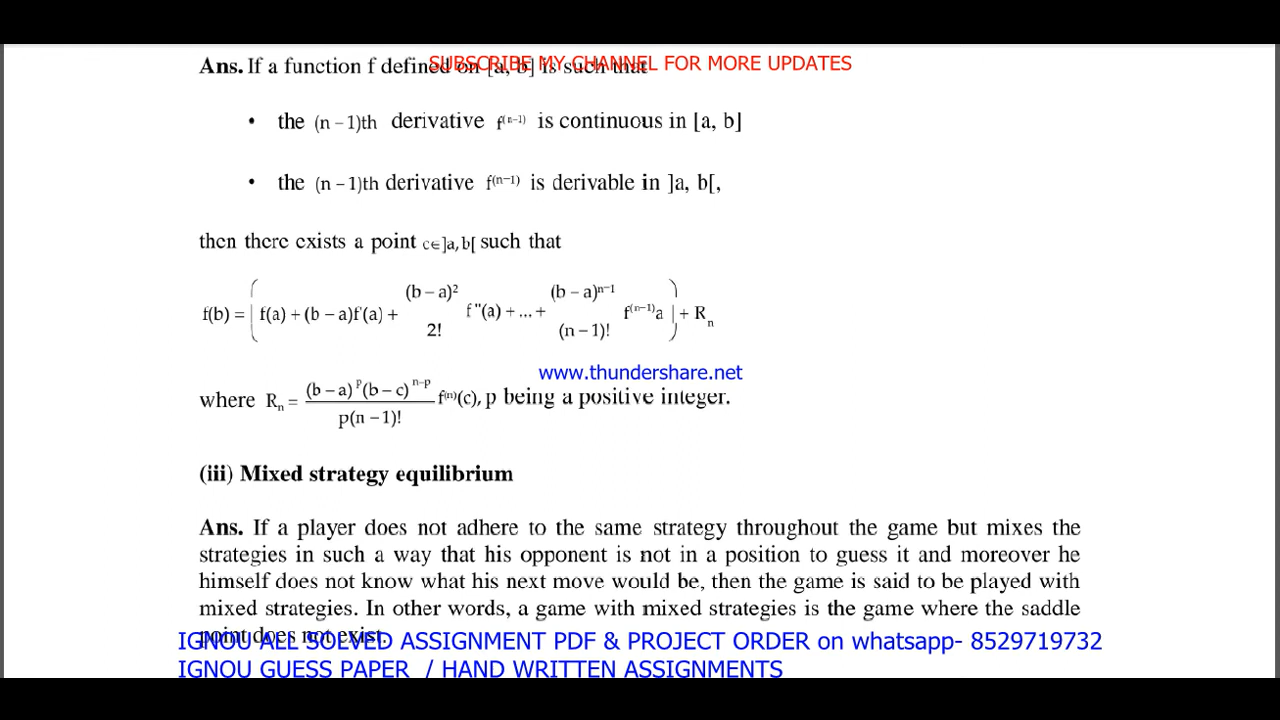 SUBSCRIBE MY CHANNEL FOR MORE UPDATES
Ans. If a function f defined on [a, b] is such that
• the (n – 1)th derivative f⁽ⁿ⁻¹⁾ is continuous in [a, b]
• the (n – 1)th derivative f⁽ⁿ⁻¹⁾ is derivable in ]a, b[,
then there exists a point c∈]a, b[ such that
f(b) = ( f(a) + (b – a)f'(a) + (b – a)²/2! f "(a) + ... + (b – a)ⁿ⁻¹/(n – 1)! f⁽ⁿ⁻¹⁾a ) + Rₙ
www.thundershare.net
where Rₙ = (b – a)ᵖ(b – c)ⁿ⁻ᵖ/p(n – 1)! f⁽ⁿ⁾(c), p being a positive integer.
(iii) Mixed strategy equilibrium
Ans. If a player does not adhere to the same strategy throughout the game but mixes the
strategies in such a way that his opponent is not in a position to guess it and moreover he
himself does not know what his next move would be, then the game is said to be played with
mixed strategies. In other words, a game with mixed strategies is the game where the saddle
point does not exist.
IGNOU ALL SOLVED ASSIGNMENT PDF & PROJECT ORDER on whatsapp- 8529719732
IGNOU GUESS PAPER / HAND WRITTEN ASSIGNMENTS